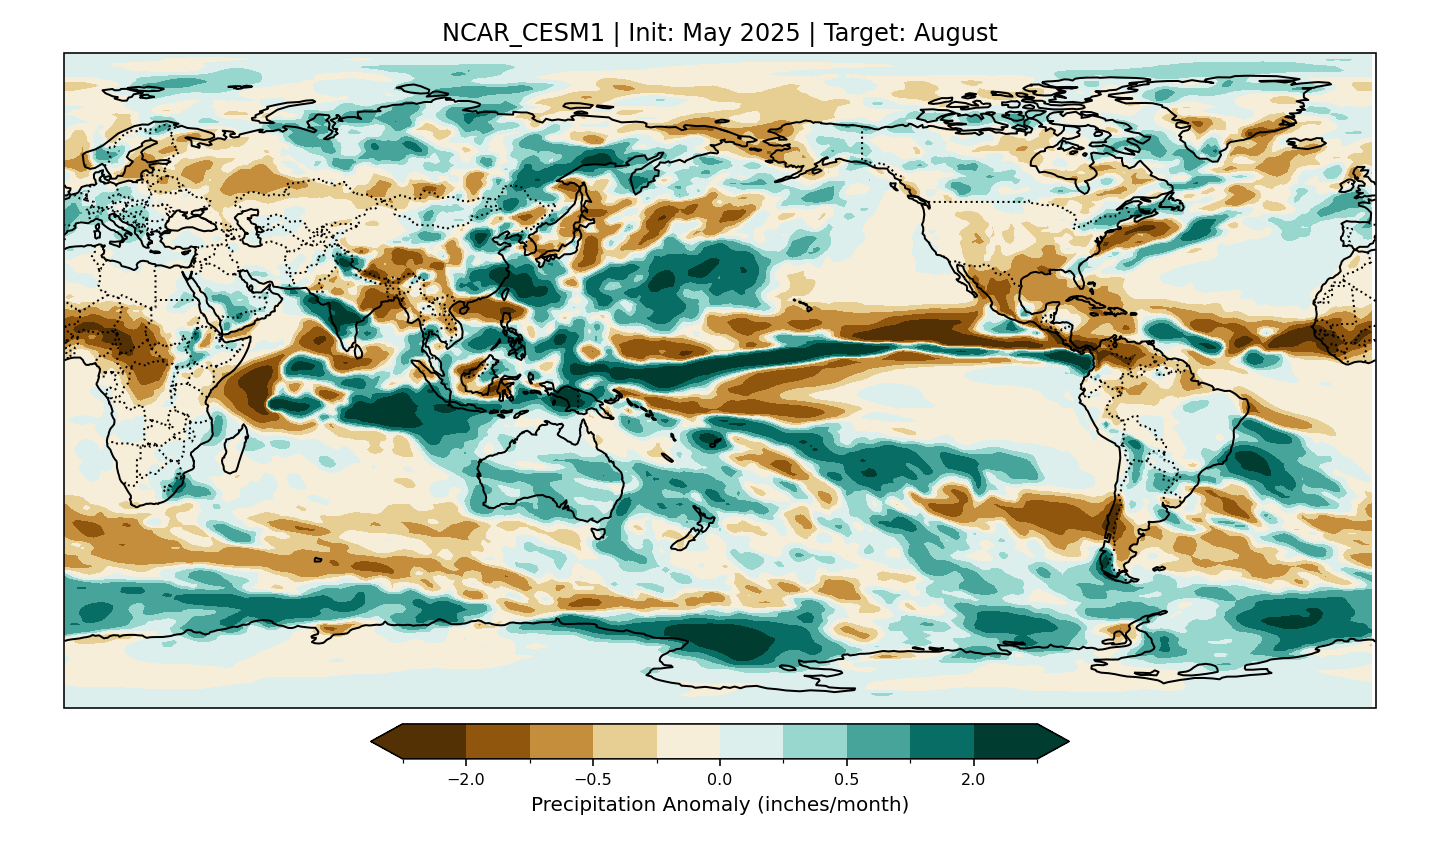 NCAR_CESM1 | Init: May 2025 | Target: August
−2.0 −0.5 0.0 0.5 2.0
Precipitation Anomaly (inches/month)